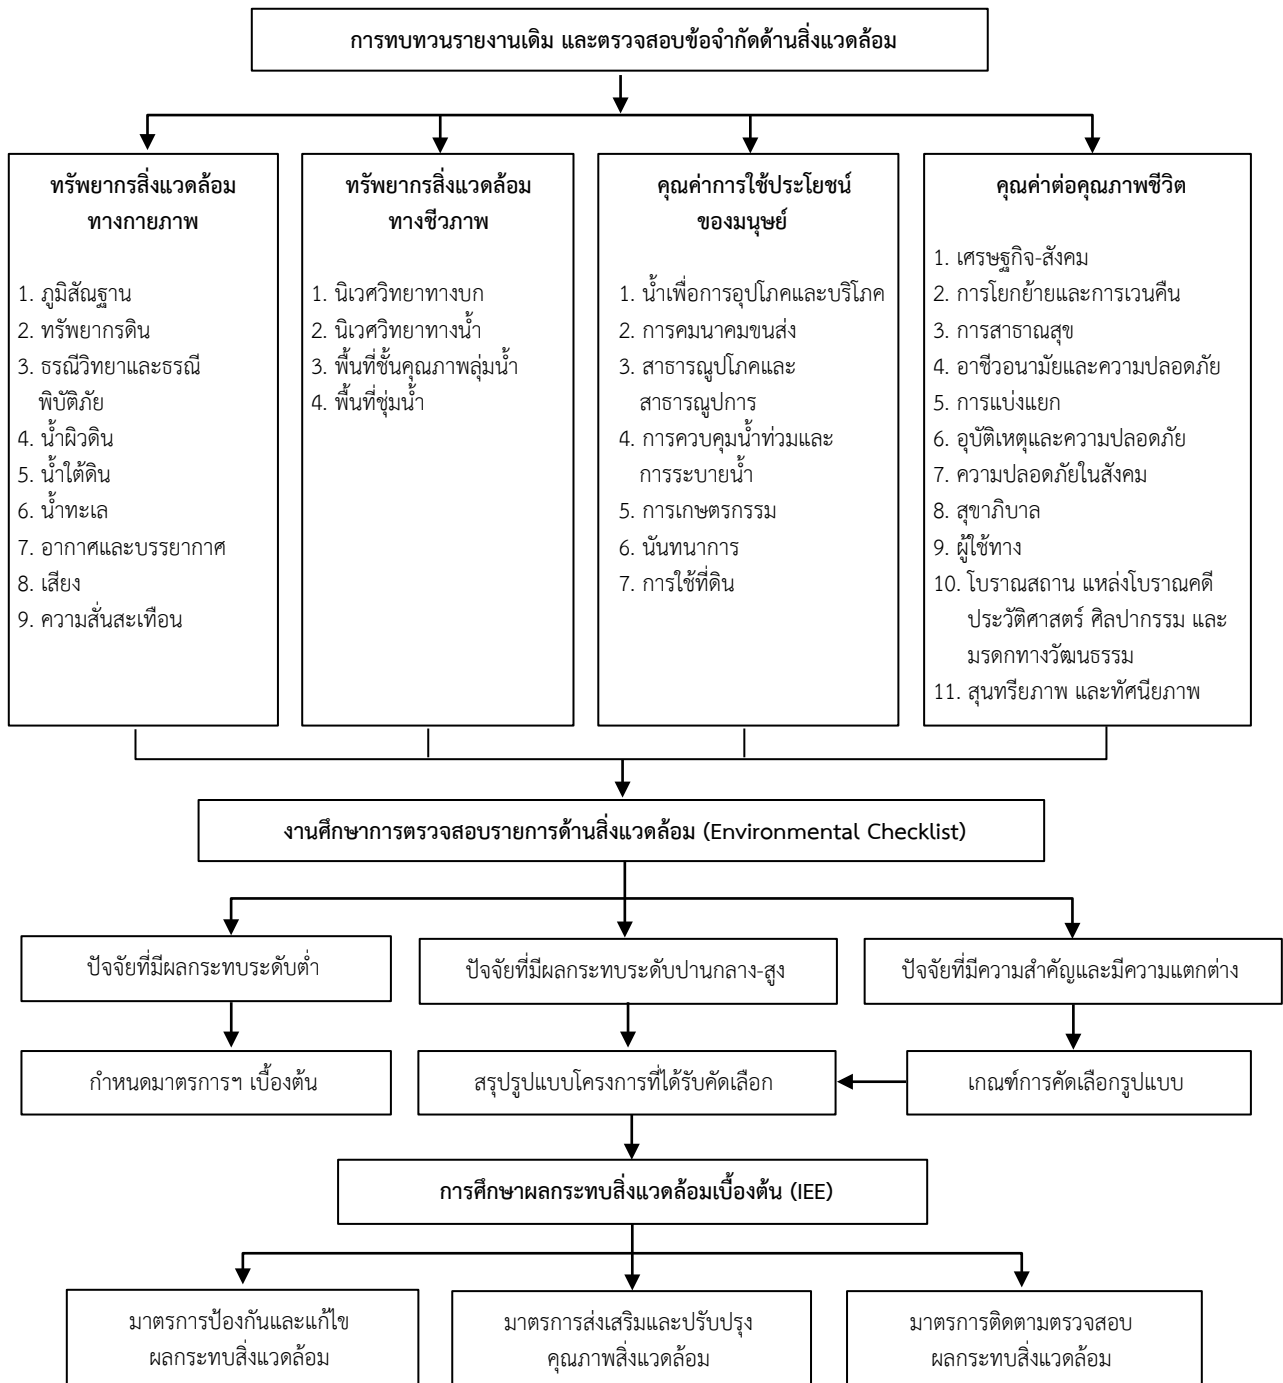 การทบทวนรายงานเดิม และตรวจสอบข้อจำกัดด้านสิ่งแวดล้อม
ทรัพยากรสิ่งแวดล้อม
ทางกายภาพ
1. ภูมิสัณฐาน
2. ทรัพยากรดิน
3. ธรณีวิทยาและธรณี
พิบัติภัย
4. น้ำผิวดิน
5. น้ำใต้ดิน
6. น้ำทะเล
7. อากาศและบรรยากาศ
8. เสียง
9. ความสั่นสะเทือน
ทรัพยากรสิ่งแวดล้อม
ทางชีวภาพ
1. นิเวศวิทยาทางบก
2. นิเวศวิทยาทางน้ำ
3. พื้นที่ชั้นคุณภาพลุ่มน้ำ
4. พื้นที่ชุ่มน้ำ
คุณค่าการใช้ประโยชน์
ของมนุษย์
1. น้ำเพื่อการอุปโภคและบริโภค
2. การคมนาคมขนส่ง
3. สาธารณูปโภคและ
สาธารณูปการ
4. การควบคุมน้ำท่วมและ
การระบายน้ำ
5. การเกษตรกรรม
6. นันทนาการ
7. การใช้ที่ดิน
คุณค่าต่อคุณภาพชีวิต
1. เศรษฐกิจ-สังคม
2. การโยกย้ายและการเวนคืน
3. การสาธาณสุข
4. อาชีวอนามัยและความปลอดภัย
5. การแบ่งแยก
6. อุบัติเหตุและความปลอดภัย
7. ความปลอดภัยในสังคม
8. สุขาภิบาล
9. ผู้ใช้ทาง
10. โบราณสถาน แหล่งโบราณคดี
ประวัติศาสตร์ ศิลปากรรม และ
มรดกทางวัฒนธรรม
11. สุนทรียภาพ และทัศนียภาพ
งานศึกษาการตรวจสอบรายการด้านสิ่งแวดล้อม (Environmental Checklist)
ปัจจัยที่มีผลกระทบระดับต่ำ
ปัจจัยที่มีผลกระทบระดับปานกลาง-สูง
ปัจจัยที่มีความสำคัญและมีความแตกต่าง
กำหนดมาตรการฯ เบื้องต้น
สรุปรูปแบบโครงการที่ได้รับคัดเลือก
เกณฑ์การคัดเลือกรูปแบบ
การศึกษาผลกระทบสิ่งแวดล้อมเบื้องต้น (IEE)
มาตรการป้องกันและแก้ไข
ผลกระทบสิ่งแวดล้อม
มาตรการส่งเสริมและปรับปรุง
คุณภาพสิ่งแวดล้อม
มาตรการติดตามตรวจสอบ
ผลกระทบสิ่งแวดล้อม